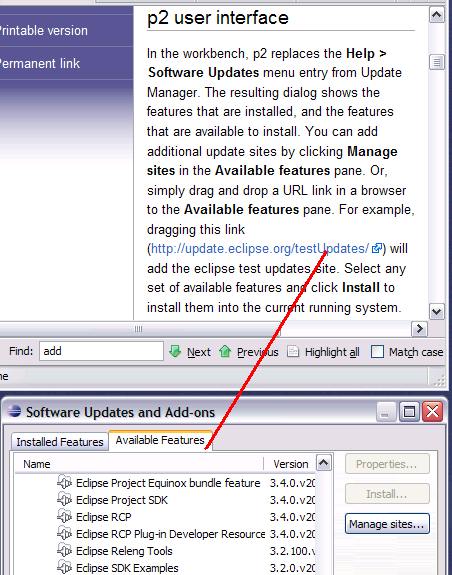 Printable version
Permanent link
p2 user interface
In the workbench, p2 replaces the Help >
Software Updates menu entry from Update
Manager. The resulting dialog shows the
features that are installed, and the features
that are available to install. You can add
additional update sites by clicking Manage
sites in the Available features pane. Or,
simply drag and drop a URL link in a browser
to the Available features pane. For example,
dragging this link
(http://update.eclipse.org/testUpdates/ ) will
add the eclipse test updates site. Select any
set of available features and click Install to
install them into the current running system.
Find: add Next Previous Highlight all Match case
ne
Software Updates and Add-ons
Installed Features Available Features
Name Version
Properties...
Install...
Manage sites...
Eclipse Project Equinox bundle feature 3.4.0.v20
Eclipse Project SDK 3.4.0.v20
Eclipse RCP 3.4.0.v20
Eclipse RCP Plug-in Developer Resource 3.4.0.v20
Eclipse Releng Tools 3.2.100.v
Eclipse SDK Examples 3.2.0.v20